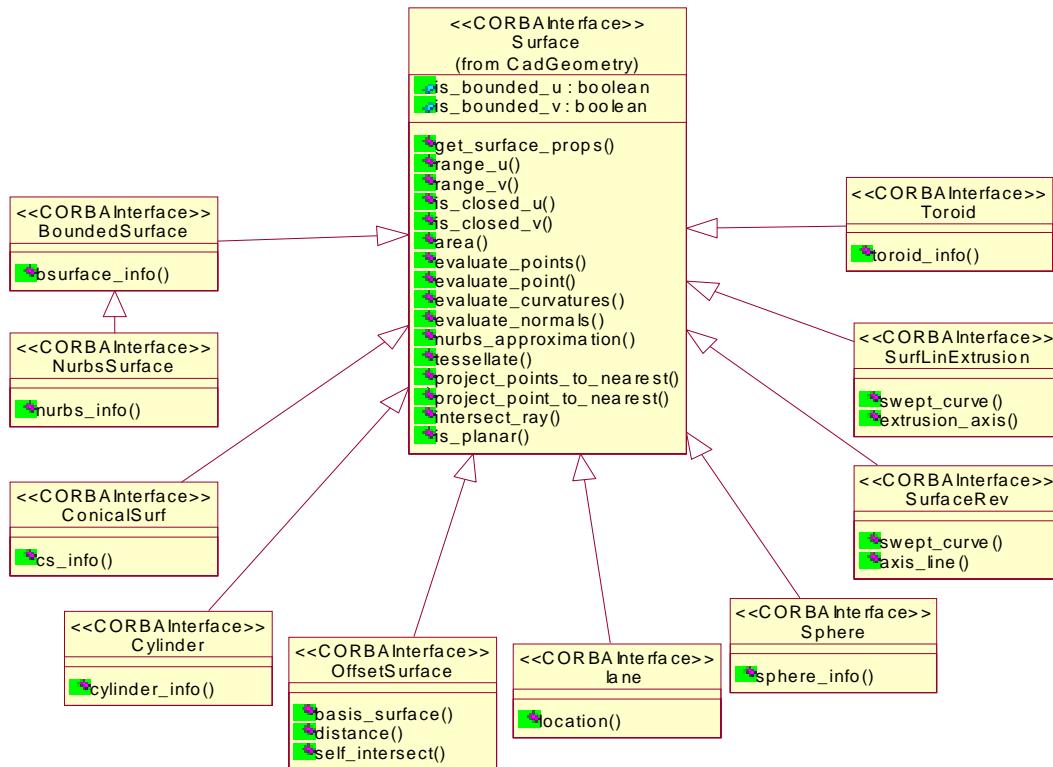 <<CORBAInterface>>
Surface
(from CadGeometry)
is_bounded_u : boolean
is_bounded_v : boolean
get_surface_props()
range_u()
range_v()
is_closed_u()
is_closed_v()
area()
evaluate_points()
evaluate_point()
evaluate_curvatures()
evaluate_normals()
nurbs_approximation()
tessellate()
project_points_to_nearest()
project_point_to_nearest()
intersect_ray()
is_planar()
<<CORBAInterface>>
BoundedSurface
bsurface_info()
<<CORBAInterface>>
NurbsSurface
nurbs_info()
<<CORBAInterface>>
ConicalSurf
cs_info()
<<CORBAInterface>>
Cylinder
cylinder_info()
<<CORBAInterface>>
OffsetSurface
basis_surface()
distance()
self_intersect()
<<CORBAInterface>>
lane
location()
<<CORBAInterface>>
Sphere
sphere_info()
<<CORBAInterface>>
SurfaceRev
swept_curve()
axis_line()
<<CORBAInterface>>
SurfLinExtrusion
swept_curve()
extrusion_axis()
<<CORBAInterface>>
Toroid
toroid_info()